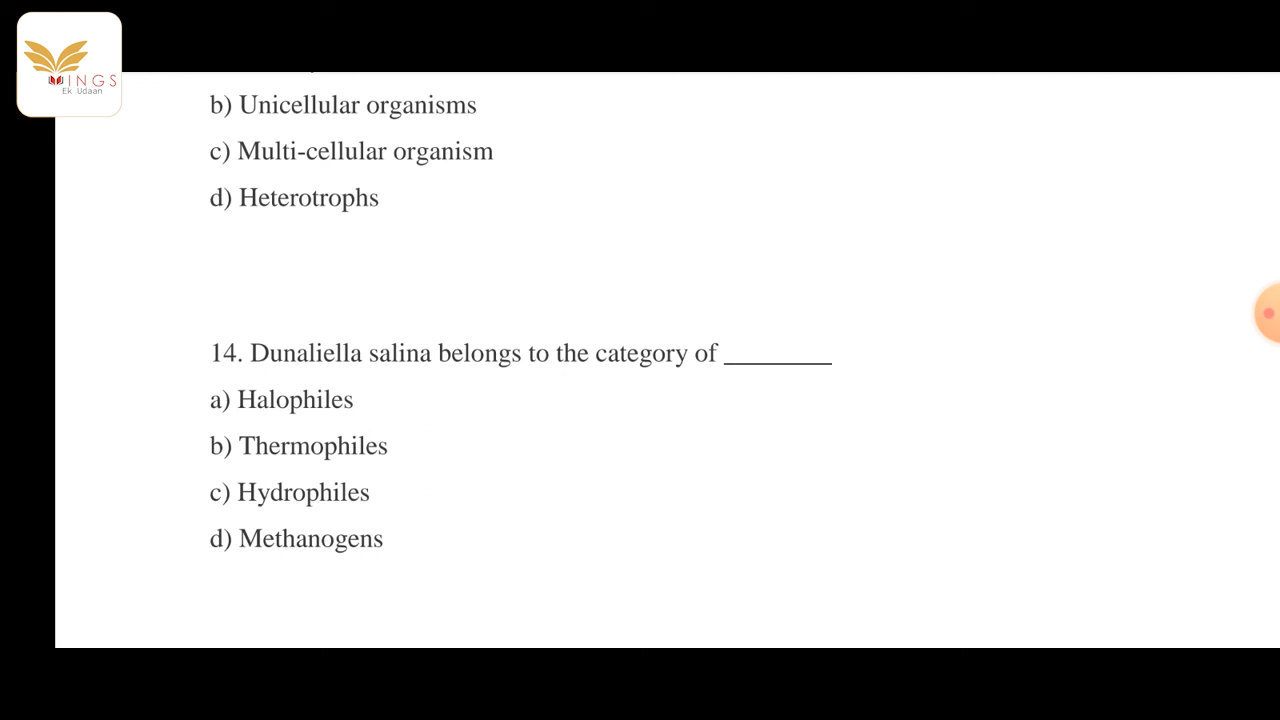 WINGS
Ek Udaan
b) Unicellular organisms
c) Multi-cellular organism
d) Heterotrophs
14. Dunaliella salina belongs to the category of ________
a) Halophiles
b) Thermophiles
c) Hydrophiles
d) Methanogens